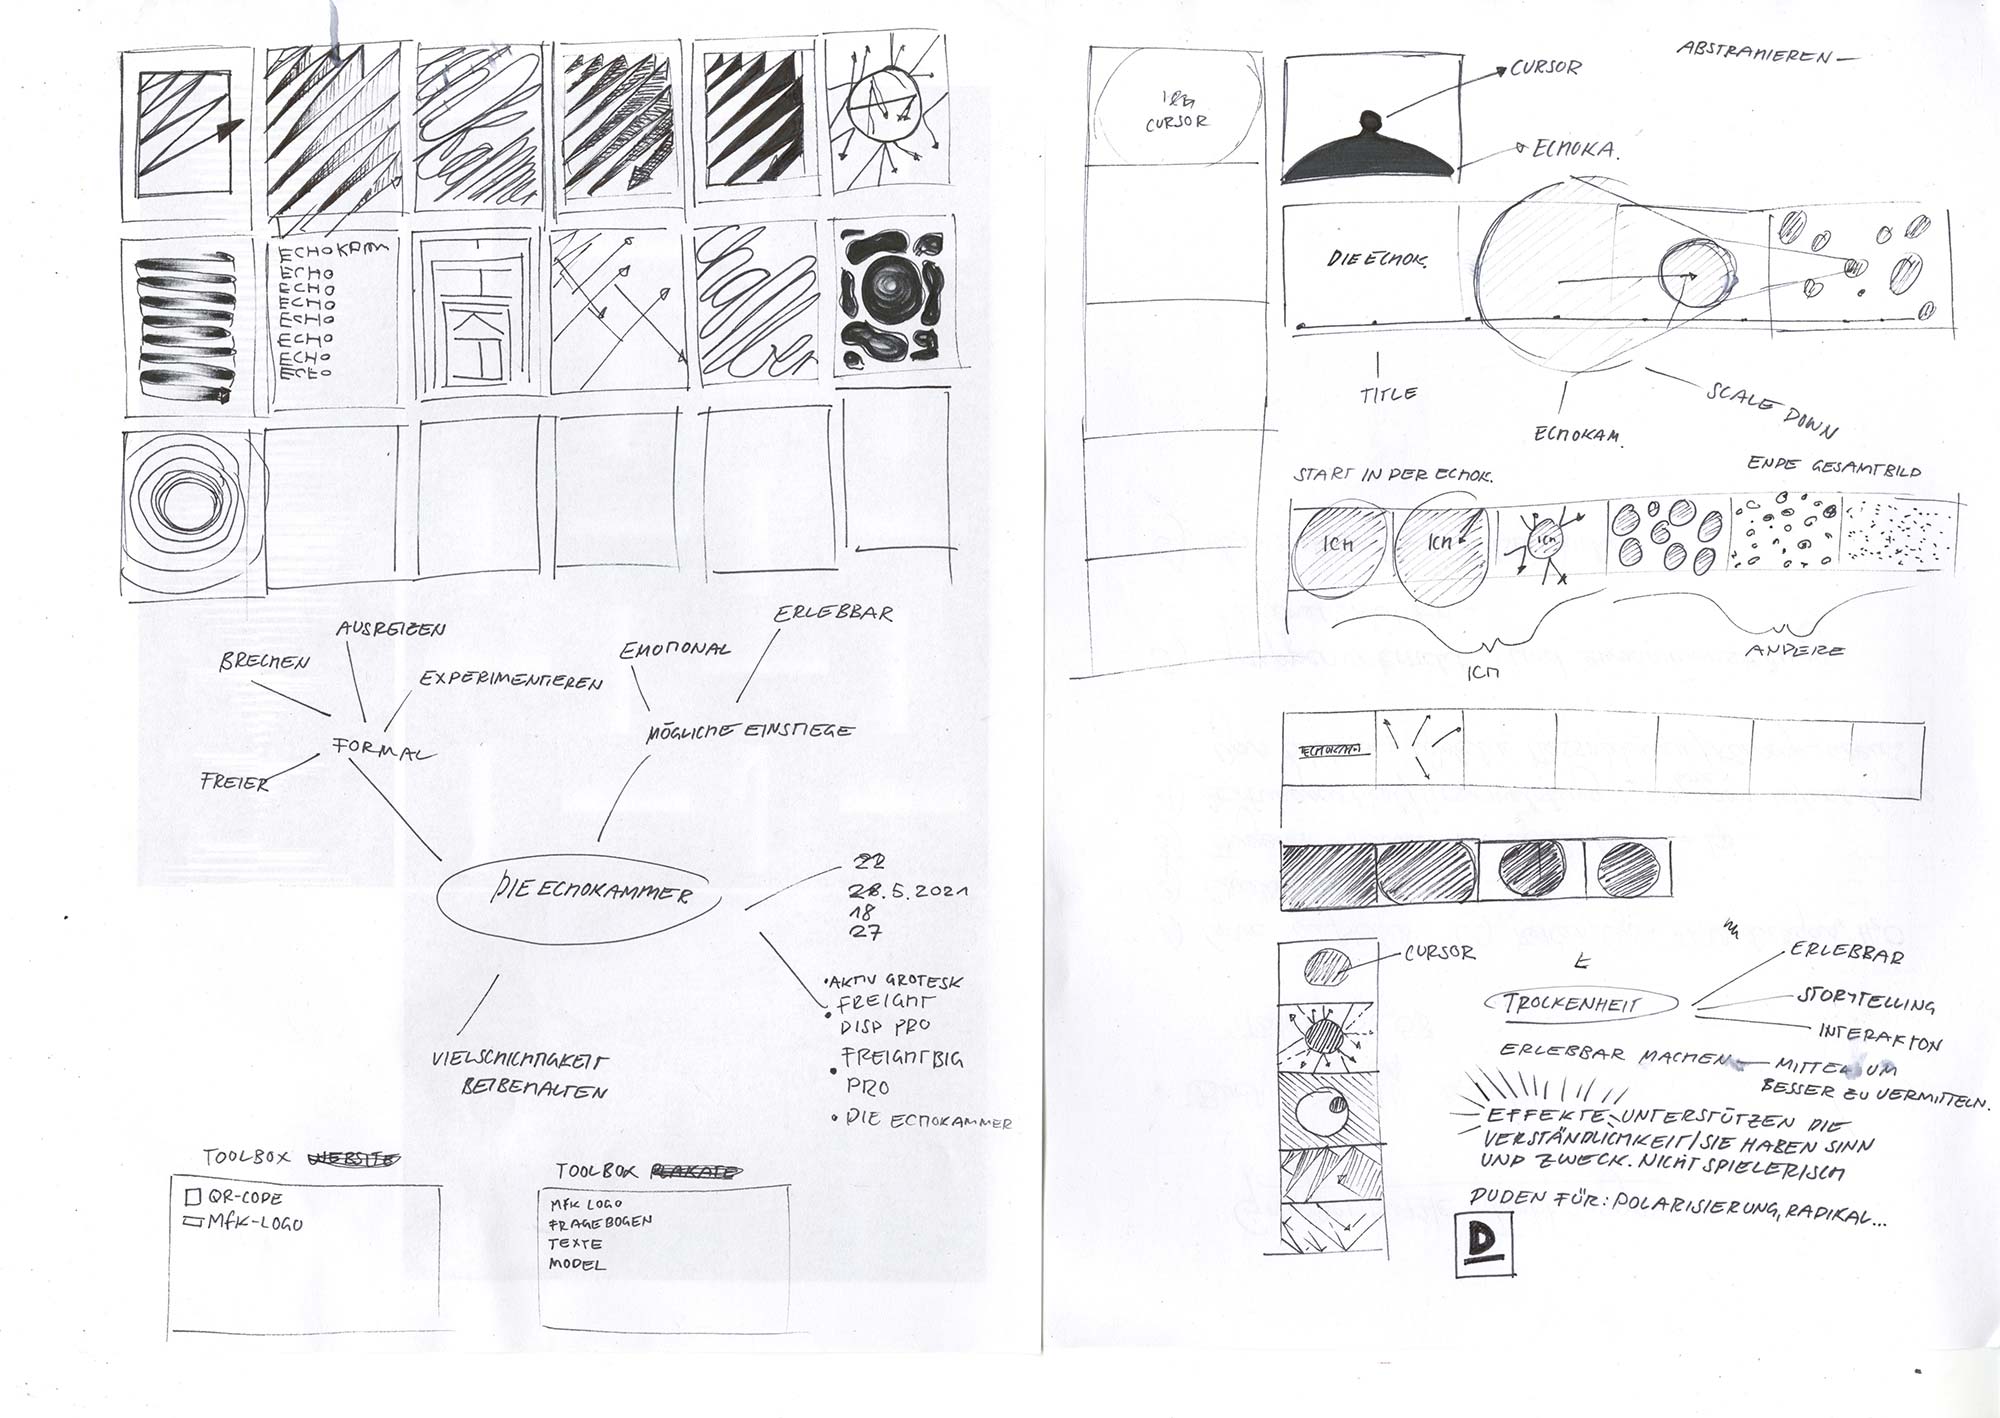 ECHOKAM
ECHO
ECHO
ECHO
ECHO
ECHO
ECHO
ECHO
ECHO
AUSREIZEN
BRECHEN
EXPERIMENTIEREN
FORMAL
FREIER
EMOTIONAL
ERLEBBAR
MÖGLICHE EINSTIEGE
DIE ECHOKAMMER
22
28.5.2021
18
27
• AKTIV GROTESK
• FREIGHT
DISP PRO
• FREIGHTBIG
PRO
• DIE ECHOKAMMER
VIELSCHICHTIGKEIT
BEIBEHALTEN
TOOLBOX WEBSITE
QR-CODE
MFK-LOGO
TOOLBOX PLAKATE
MFK LOGO
FRAGEBOGEN
TEXTE
MODEL
ABSTRAHIEREN —
ICH
CURSOR
CURSOR
ECHOKA.
DIE ECHOK.
TITLE
ECHOKAM.
SCALE DOWN
START IN DER ECHOK.
ENDE GESAMTBILD
ICH
ICH
ICH
ICH
ANDERE
CURSOR
TROCKENHEIT
ERLEBBAR
STORYTELLING
INTERAKTON
ERLEBBAR MACHEN — MITTEL UM
BESSER ZU VERMITTELN.
EFFEKTE UNTERSTÜTZEN DIE
VERSTÄNDLICHKEIT/SIE HABEN SINN
UND ZWECK. NICHT SPIELERISCH
DUDEN FÜR: POLARISIERUNG, RADIKAL...
D